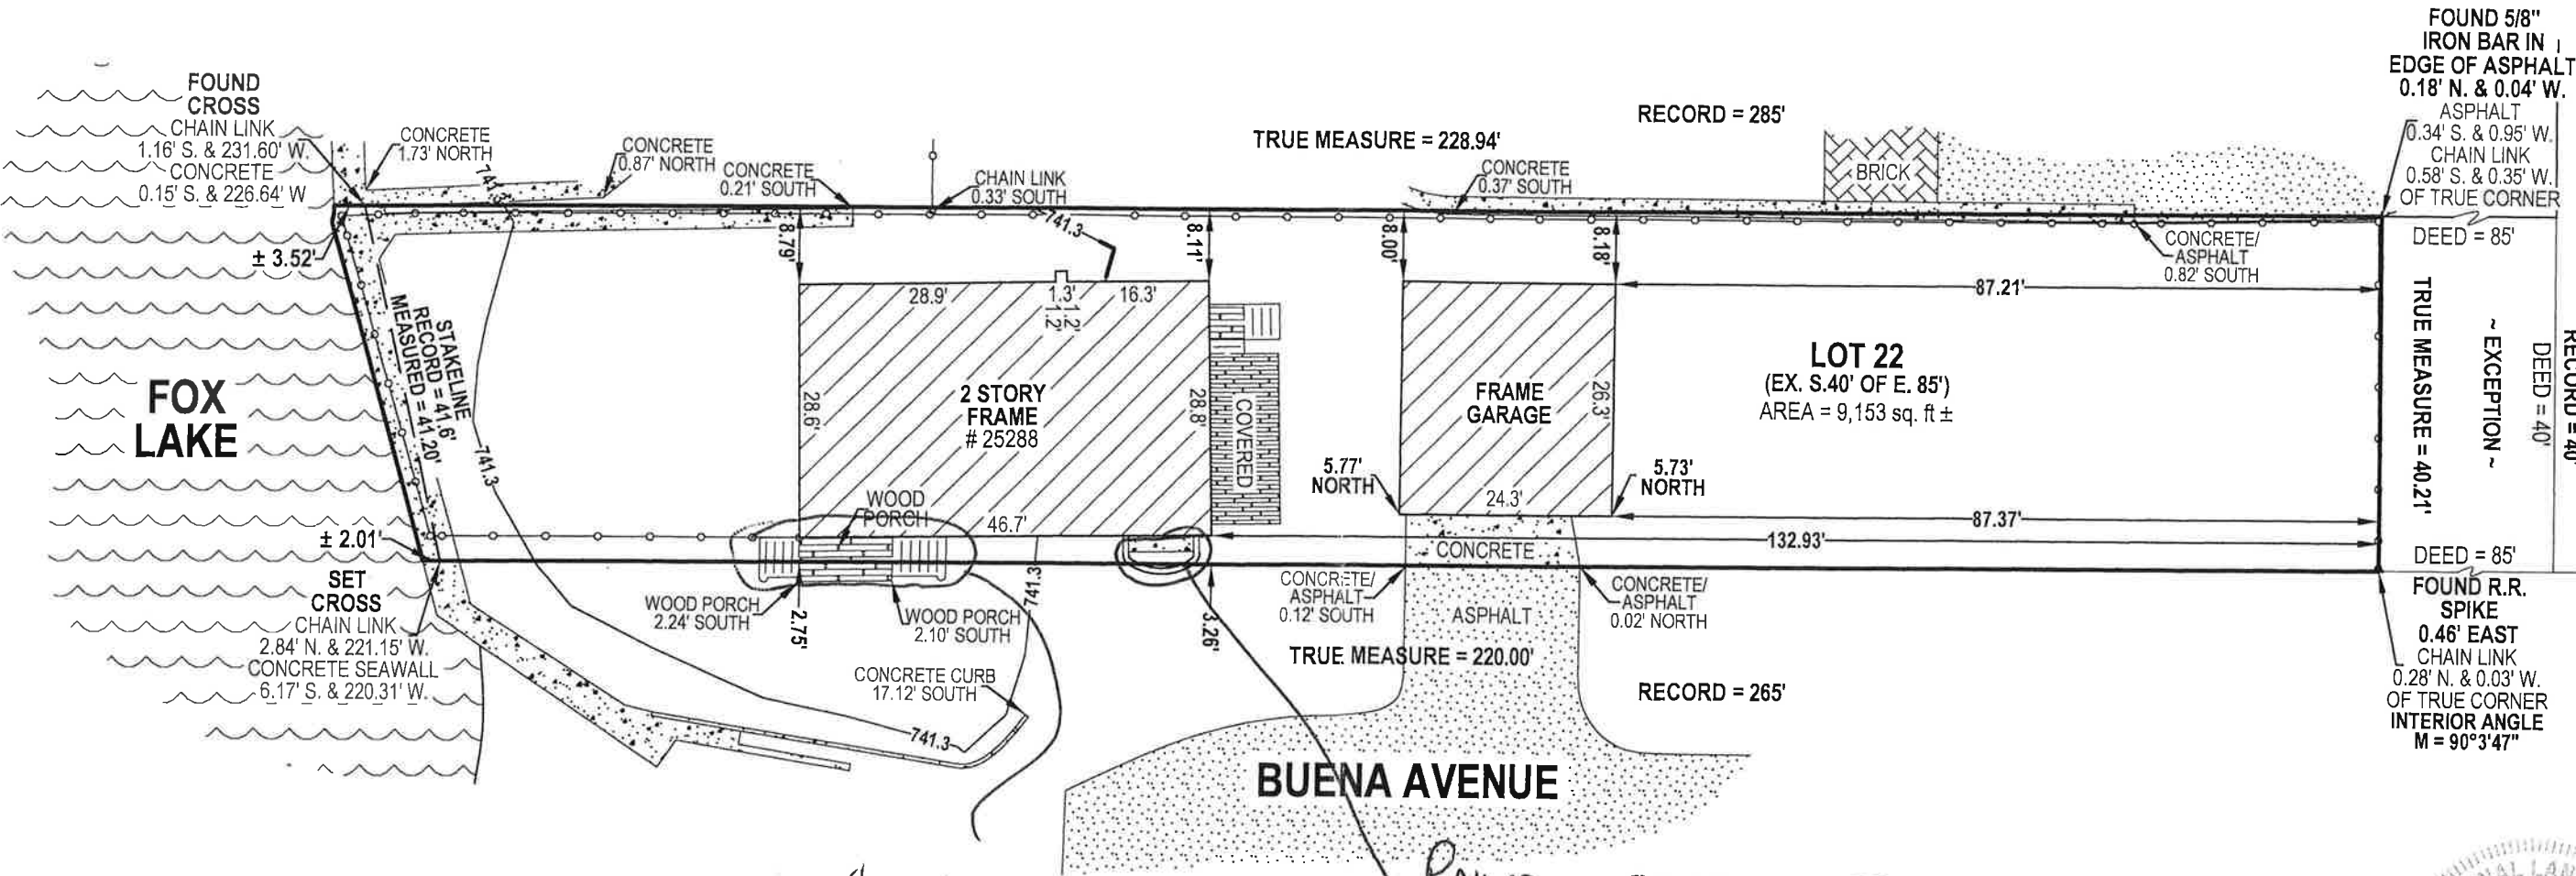 FOUND
CROSS
CHAIN LINK
1.16' S. & 231.60' W.
CONCRETE
0.15' S. & 226.64' W
CONCRETE
1.73' NORTH
CONCRETE
0.87' NORTH
CONCRETE
0.21' SOUTH
CHAIN LINK
0.33' SOUTH
TRUE MEASURE = 228.94'
RECORD = 285'
CONCRETE
0.37' SOUTH
BRICK
FOUND 5/8"
IRON BAR IN
EDGE OF ASPHALT
0.18' N. & 0.04' W.
ASPHALT
0.34' S. & 0.95' W.
CHAIN LINK
0.58' S. & 0.35' W.
OF TRUE CORNER
DEED = 85'
CONCRETE/
ASPHALT
0.82' SOUTH
± 3.52'
741.3
8.79'
8.11'
8.00'
8.18'
87.21'
28.9'
1.3'
1.2'
1.2'
16.3'
FOX
LAKE
STAKELINE
RECORD = 41.6'
MEASURED = 41.20'
741.3
28.6'
2 STORY
FRAME
# 25288
28.8'
COVERED
FRAME
GARAGE
26.3'
24.3'
LOT 22
(EX. S.40' OF E. 85')
AREA = 9,153 sq. ft ±
TRUE MEASURE = 40.21'
~ EXCEPTION ~
DEED = 40'
RECORD = 40'
5.77'
NORTH
5.73'
NORTH
WOOD
PORCH
46.7'
87.37'
132.93'
± 2.01'
CONCRETE
DEED = 85'
SET
CROSS
CHAIN LINK
2.84' N. & 221.15' W.
CONCRETE SEAWALL
6.17' S. & 220.31' W.
WOOD PORCH
2.24' SOUTH
2.75'
WOOD PORCH
2.10' SOUTH
741.3
3.26'
CONCRETE/
ASPHALT
0.12' SOUTH
ASPHALT
CONCRETE/
ASPHALT
0.02' NORTH
FOUND R.R.
SPIKE
0.46' EAST
CHAIN LINK
0.28' N. & 0.03' W.
OF TRUE CORNER
INTERIOR ANGLE
M = 90°3'47"
TRUE MEASURE = 220.00'
RECORD = 265'
CONCRETE CURB
17.12' SOUTH
741.3
BUENA AVENUE